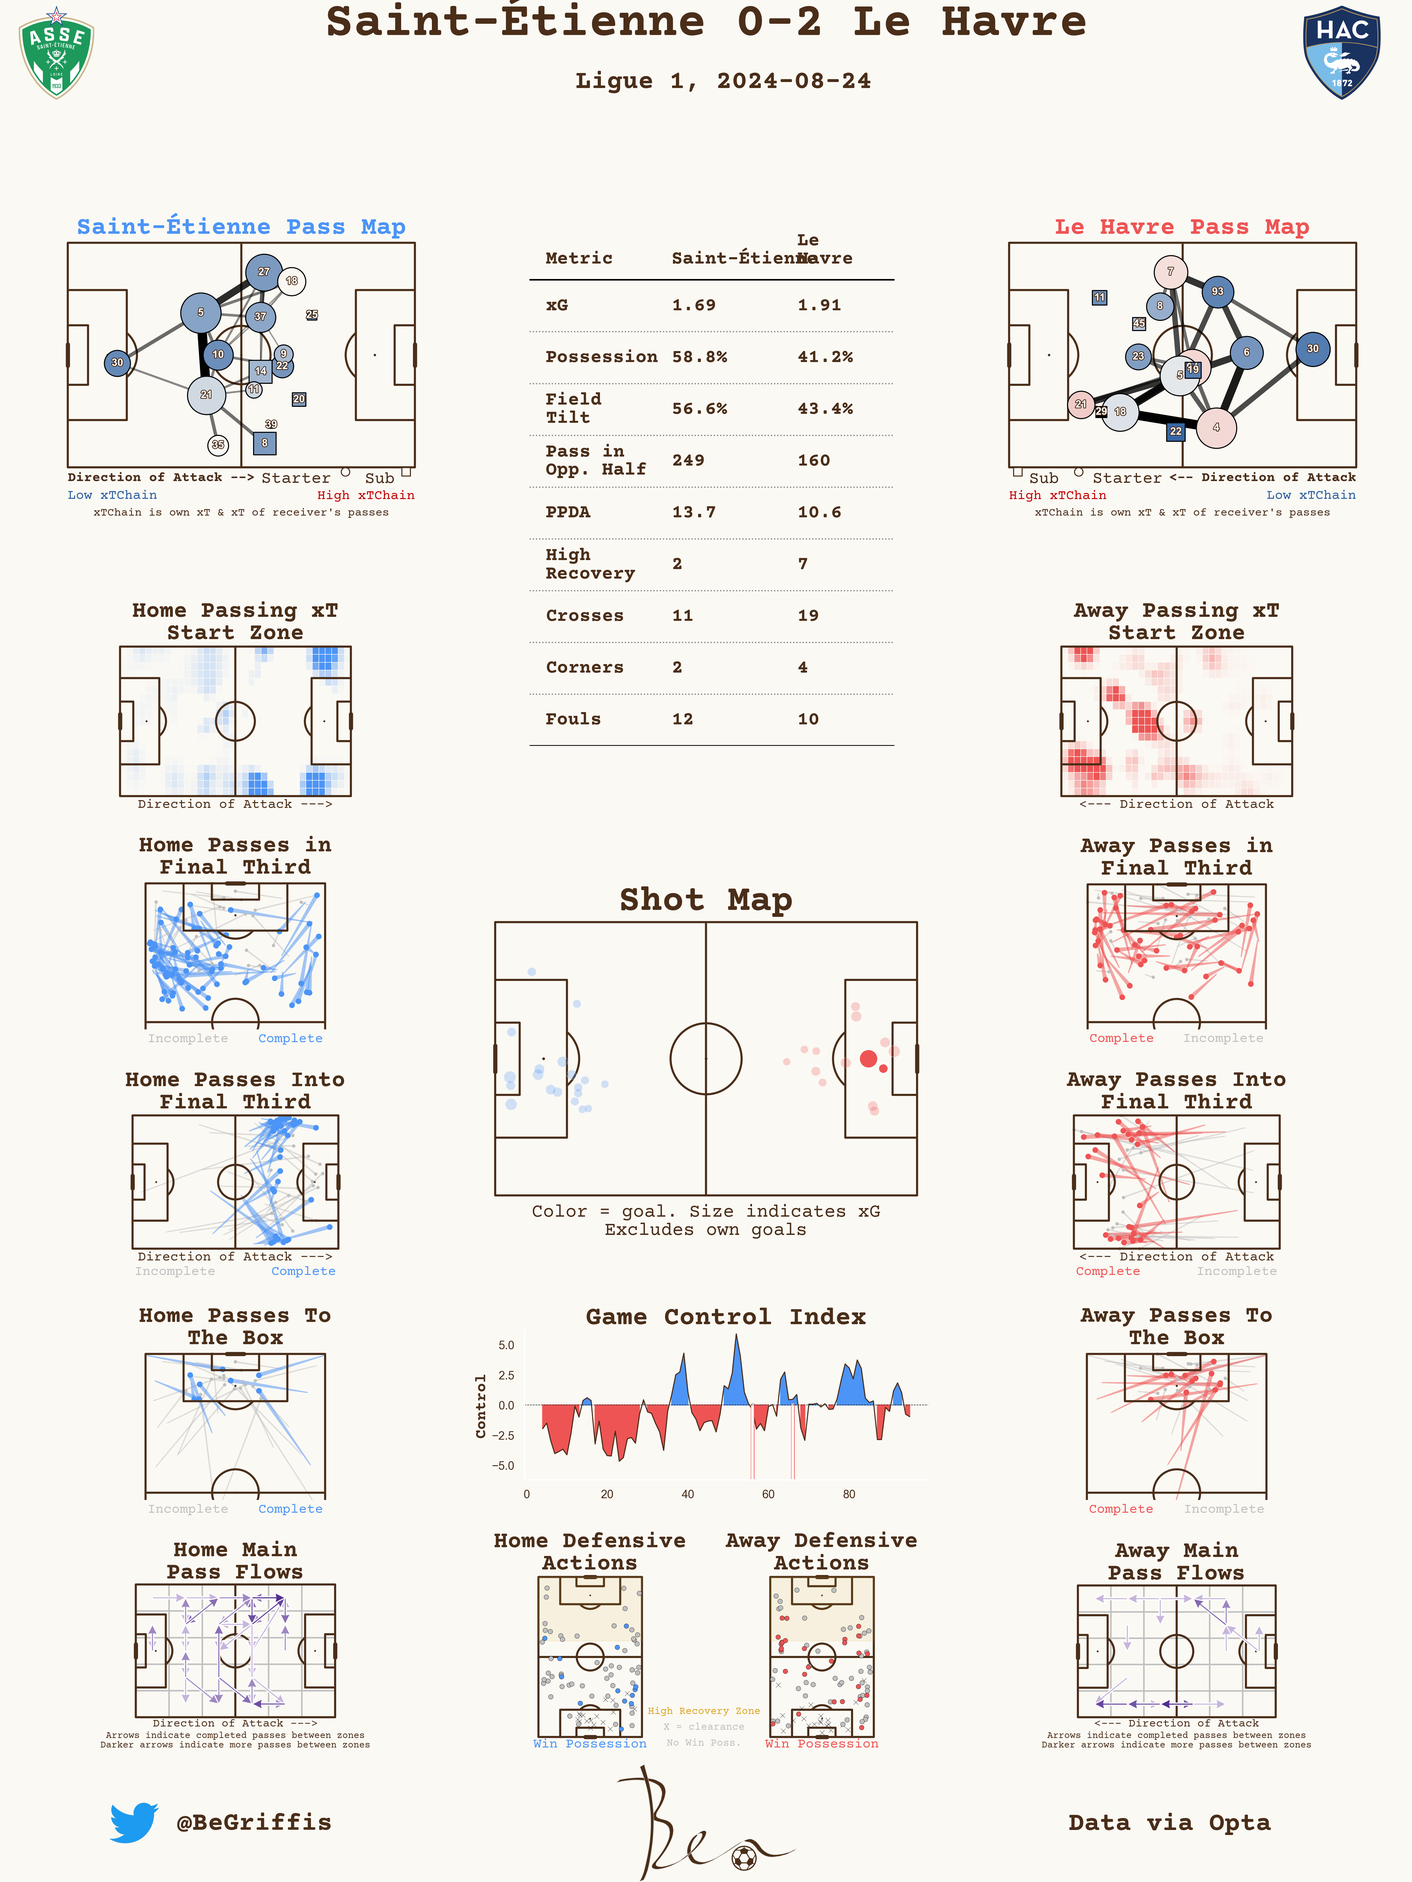 Saint-Étienne 0-2 Le Havre
Ligue 1, 2024-08-24
ASSE
SAINT-ETIENNE
LOIRE
1933
HAC
1872
Saint-Étienne Pass Map
27
18
5
37
25
30
10
9
22
14
11
21
20
39
35
8
Direction of Attack --> Starter Sub
Low xTChain High xTChain
xTChain is own xT & xT of receiver's passes
Metric Saint-Étienne Le Havre
xG 1.69 1.91
Possession 58.8% 41.2%
Field Tilt 56.6% 43.4%
Pass in Opp. Half 249 160
PPDA 13.7 10.6
High Recovery 2 7
Crosses 11 19
Corners 2 4
Fouls 12 10
Le Havre Pass Map
7
93
11
8
45
23
6
30
5
19
21
29
18
22
4
Sub Starter <-- Direction of Attack
High xTChain Low xTChain
xTChain is own xT & xT of receiver's passes
Home Passing xT
Start Zone
Direction of Attack --->
Away Passing xT
Start Zone
<--- Direction of Attack
Home Passes in
Final Third
Incomplete Complete
Away Passes in
Final Third
Complete Incomplete
Shot Map
Color = goal. Size indicates xG
Excludes own goals
Home Passes Into
Final Third
Direction of Attack --->
Incomplete Complete
Away Passes Into
Final Third
<--- Direction of Attack
Complete Incomplete
Home Passes To
The Box
Incomplete Complete
Game Control Index
Control
5.0
2.5
0.0
−2.5
−5.0
0 20 40 60 80
Away Passes To
The Box
Complete Incomplete
Home Main
Pass Flows
Direction of Attack --->
Arrows indicate completed passes between zones
Darker arrows indicate more passes between zones
Home Defensive
Actions
Win Possession
High Recovery Zone
X = clearance
No Win Poss.
Away Defensive
Actions
Win Possession
Away Main
Pass Flows
<--- Direction of Attack
Arrows indicate completed passes between zones
Darker arrows indicate more passes between zones
@BeGriffis
Ben
Data via Opta